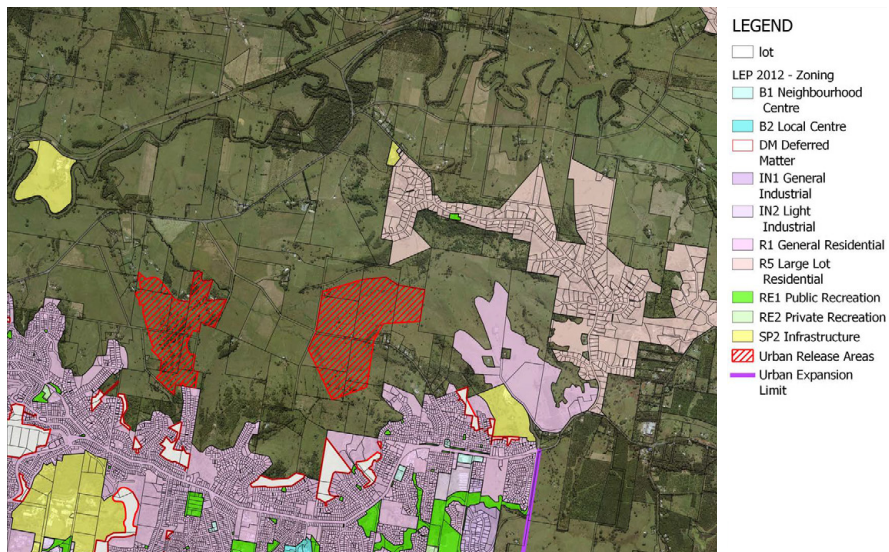 LEGEND
lot
LEP 2012 - Zoning
B1 Neighbourhood
Centre
B2 Local Centre
DM Deferred
Matter
IN1 General
Industrial
IN2 Light
Industrial
R1 General Residential
R5 Large Lot
Residential
RE1 Public Recreation
RE2 Private Recreation
SP2 Infrastructure
Urban Release Areas
Urban Expansion
Limit